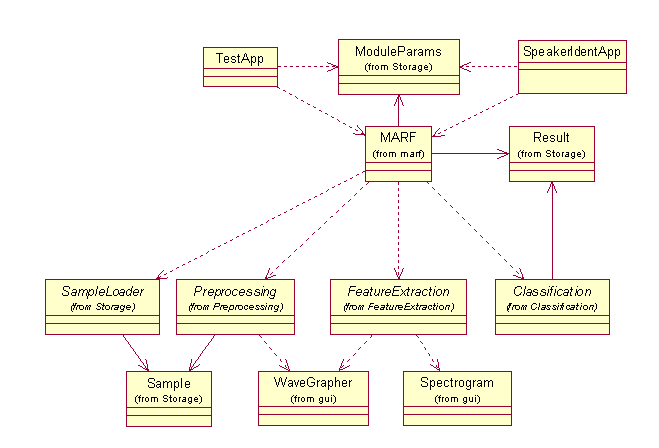 TestApp
ModuleParams
(from Storage)
SpeakerIdentApp
MARF
(from marf)
Result
(from Storage)
SampleLoader
(from Storage)
Preprocessing
(from Preprocessing)
FeatureExtraction
(from FeatureExtraction)
Classification
(from Classification)
Sample
(from Storage)
WaveGrapher
(from gui)
Spectrogram
(from gui)